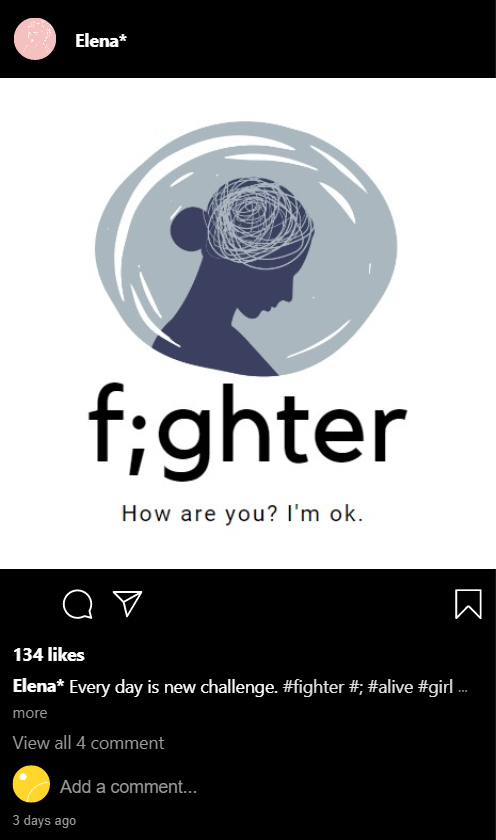 Elena*
f;ghter
How are you? I'm ok.
134 likes
Elena* Every day is new challenge. #fighter #; #alive #girl ...
more
View all 4 comment
Add a comment...
3 days ago